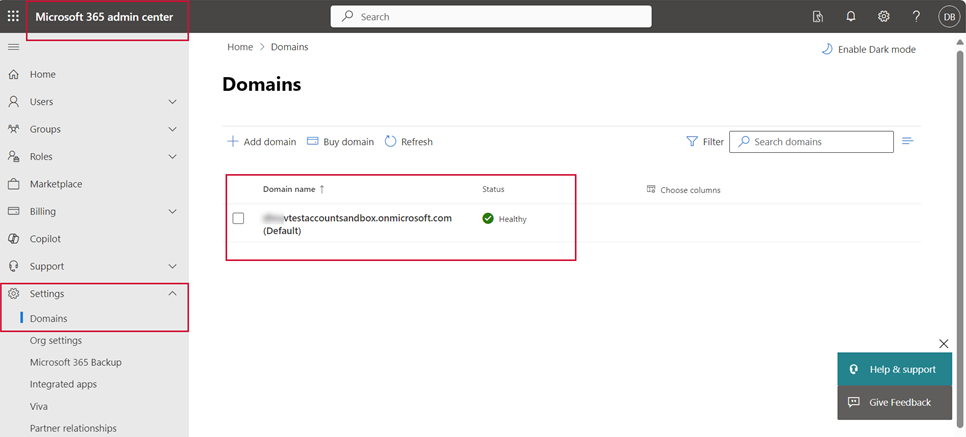 Microsoft 365 admin center
Search
DB
Home > Domains
Enable Dark mode
Home
Users
Groups
Roles
Marketplace
Billing
Copilot
Support
Settings
Domains
Org settings
Microsoft 365 Backup
Integrated apps
Viva
Partner relationships
Domains
Add domain
Buy domain
Refresh
Filter
Search domains
Domain name ↑
Status
Choose columns
vtestaccountsandbox.onmicrosoft.com
(Default)
Healthy
Help & support
Give Feedback